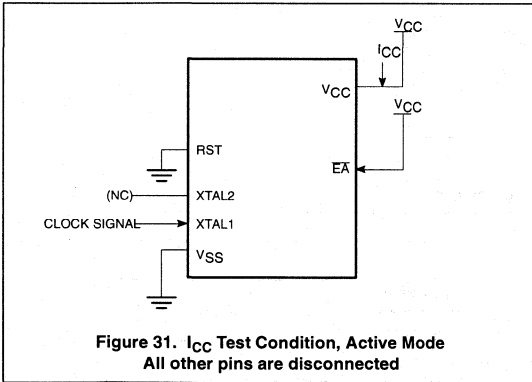 VCC
ICC
VCC
VCC
RST
EA
(NC)
XTAL2
CLOCK SIGNAL
XTAL1
VSS
Figure 31. ICC Test Condition, Active Mode
All other pins are disconnected